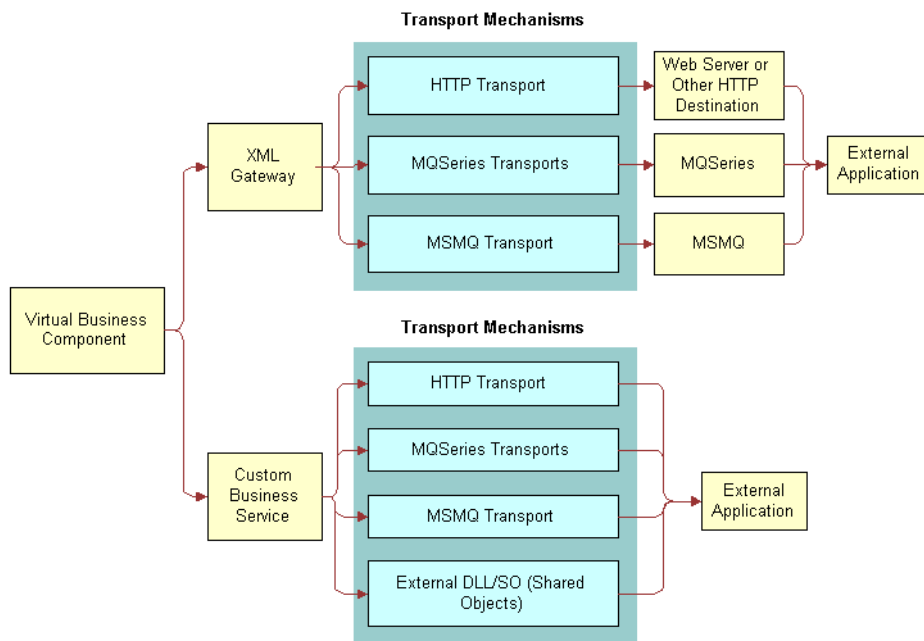 Transport Mechanisms
HTTP Transport
Web Server or
Other HTTP
Destination
XML
Gateway
MQSeries Transports
MQSeries
External
Application
MSMQ Transport
MSMQ
Virtual Business
Component
Transport Mechanisms
HTTP Transport
MQSeries Transports
Custom
Business
Service
MSMQ Transport
External
Application
External DLL/SO (Shared
Objects)